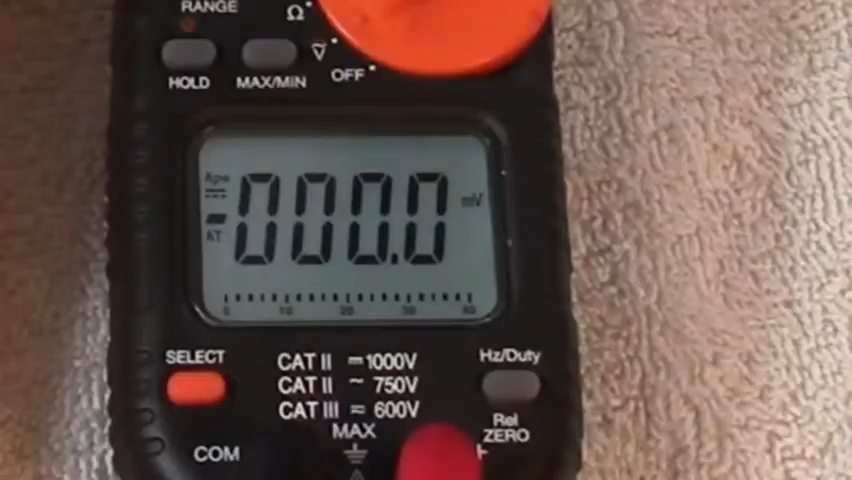 RANGE
Ω
HOLD
MAX/MIN
OFF
000.0
mV
0 10 20 30 40
SELECT
CAT II ⎓1000V
CAT II ~ 750V
CAT III ≂ 600V
MAX
Hz/Duty
Rel
ZERO
COM